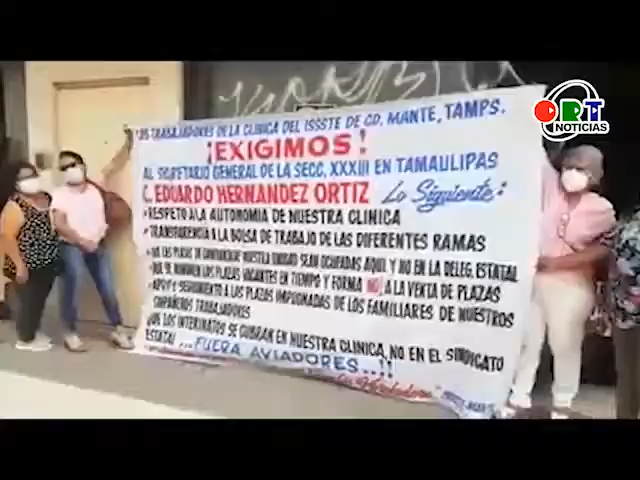 ORT
NOTICIAS
OS TRABAJADORES DE LA CLINICA DEL ISSSTE DE CD, MANTE, TAMPS.
¡EXIGIMOS!
AL SECRETARIO GENERAL DE LA SECC, XXXIII EN TAMAULIPAS
C. EDUARDO HERNANDEZ ORTIZ Lo Siguiente:
RESPETO A LA AUTONOMIA DE NUESTRA CLINICA
TRANSPARENCIA A LA BOLSA DE TRABAJO DE LAS DIFERENTES RAMAS
QUE LAS PLAZAS DE NUESTRA UNIDAD SEAN OCUPADAS AQUI Y NO EN LA DELEG, ESTATAL
QUE SE LAS PLAZAS VACANTES EN TIEMPO Y FORMA NO! A LA VENTA DE PLAZAS
APOYO Y SEGUIMIENTO A LAS PLAZAS IMPUGNADAS DE LOS FAMILIARES DE NUESTROS
COMPAÑEROS TRABAJADORES
QUE LOS INTERINATOS SE CUBRAN EN NUESTRA CLINICA, NO EN EL SINDICATO
ESTATAL ...FUERA AVIADORES..!!